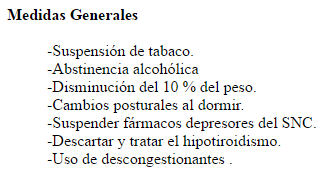 Medidas Generales
-Suspensión de tabaco.
-Abstinencia alcohólica
-Disminución del 10 % del peso.
-Cambios posturales al dormir.
-Suspender fármacos depresores del SNC.
-Descartar y tratar el hipotiroidismo.
-Uso de descongestionantes .